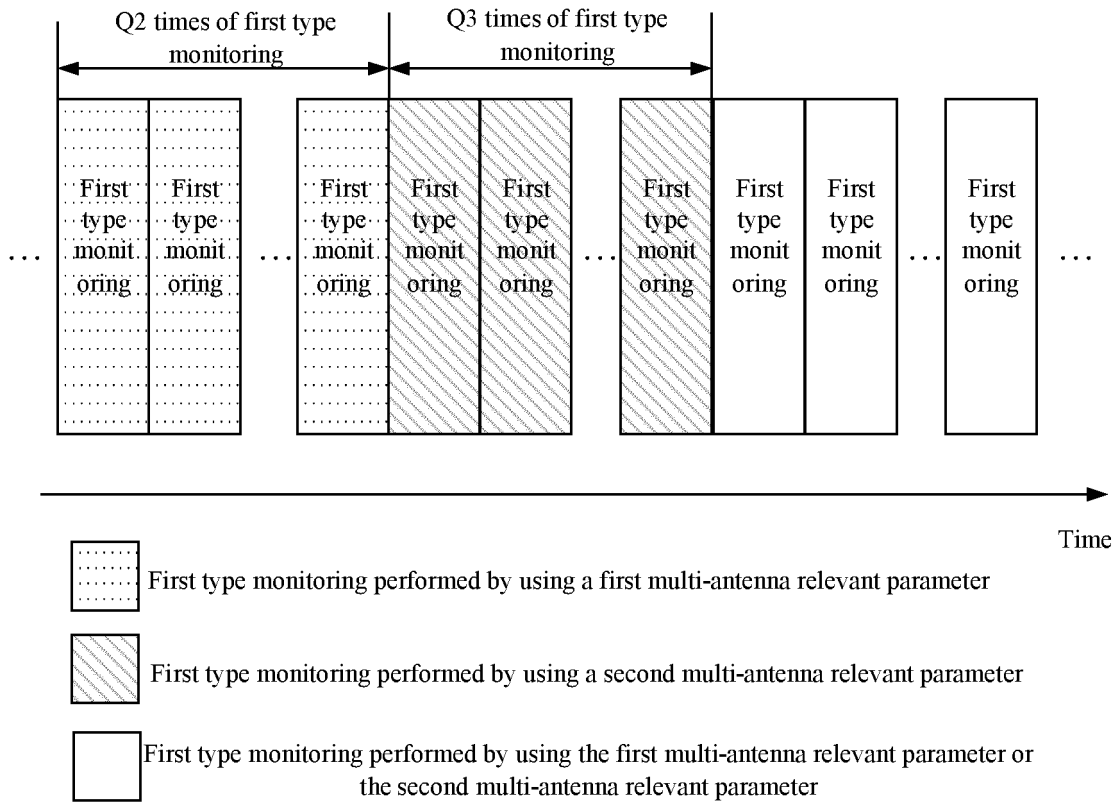 Q2 times of first type
monitoring
Q3 times of first type
monitoring
...
First
type
monit
oring
First
type
monit
oring
...
First
type
monit
oring
First
type
monit
oring
First
type
monit
oring
...
First
type
monit
oring
First
type
monit
oring
First
type
monit
oring
...
First
type
monit
oring
...
Time
First type monitoring performed by using a first multi-antenna relevant parameter
First type monitoring performed by using a second multi-antenna relevant parameter
First type monitoring performed by using the first multi-antenna relevant parameter or
the second multi-antenna relevant parameter